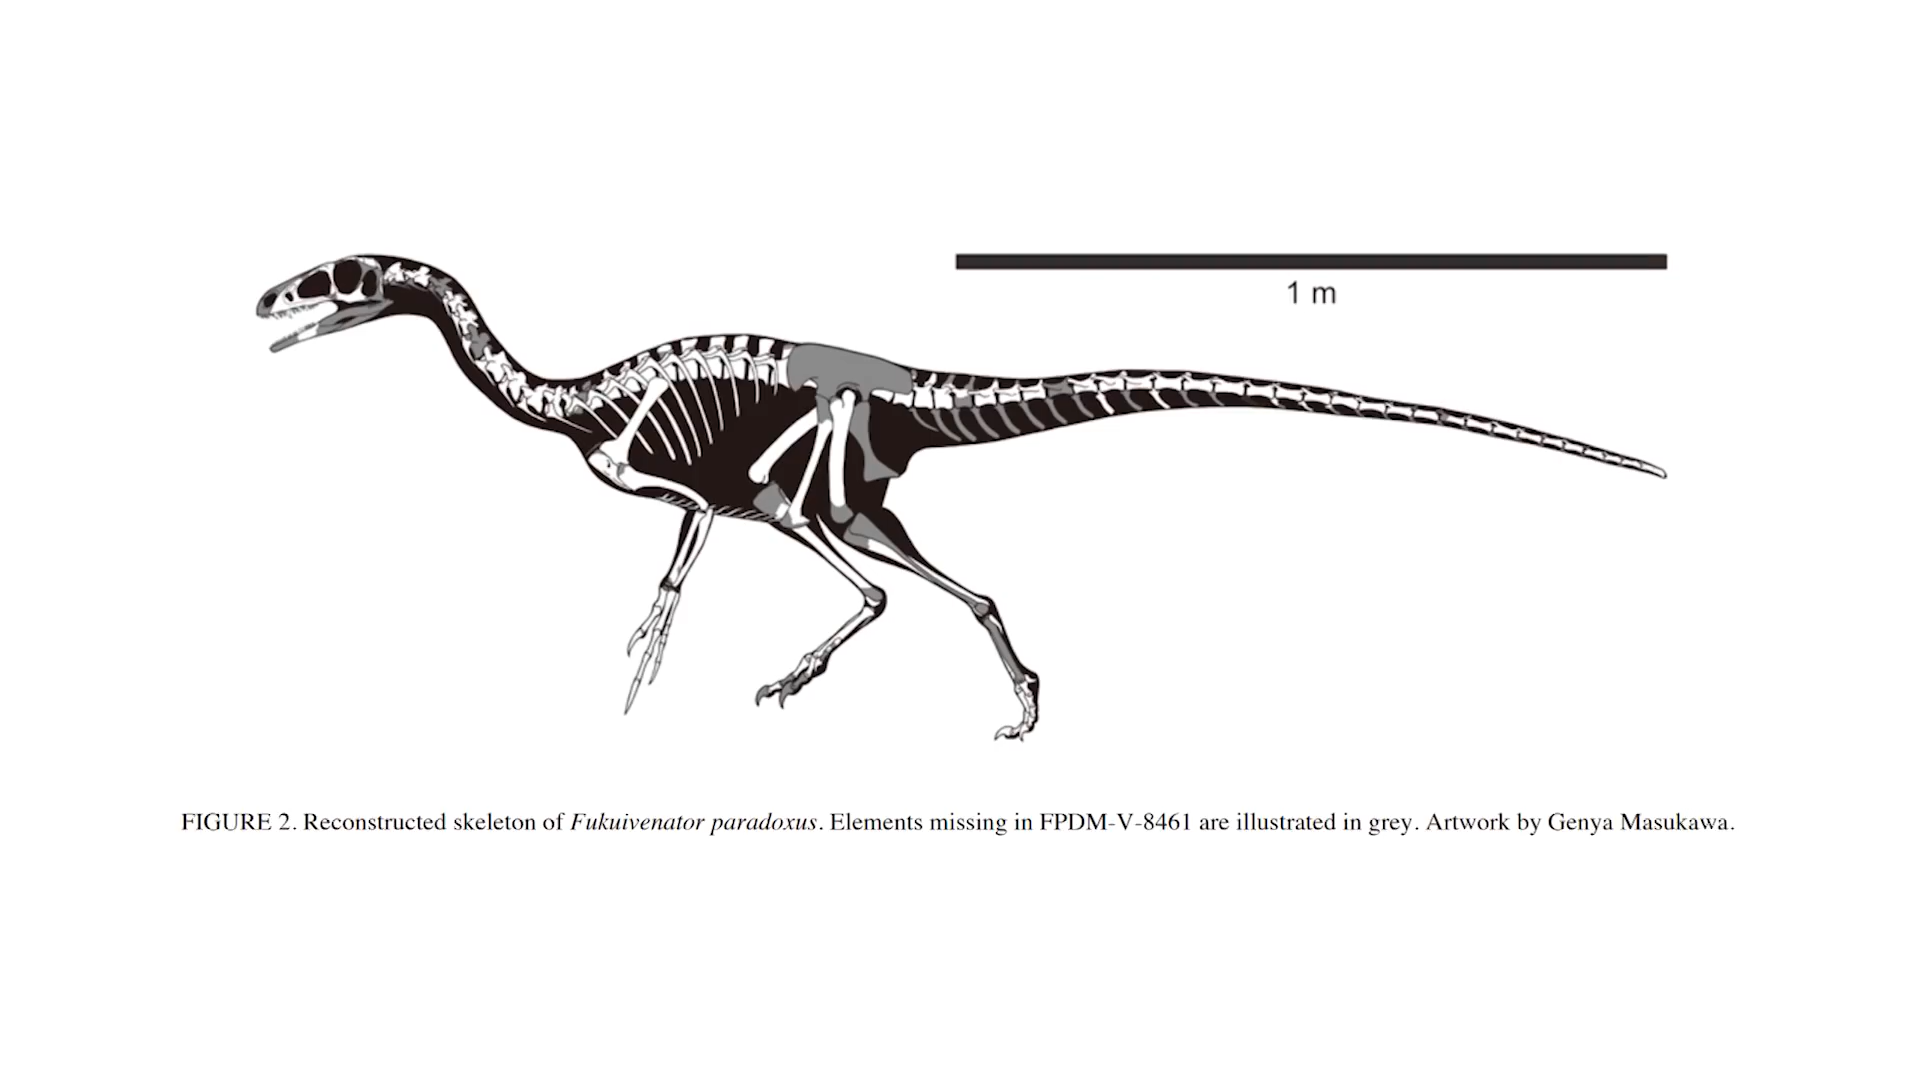 1 m
FIGURE 2. Reconstructed skeleton of Fukuivenator paradoxus. Elements missing in FPDM-V-8461 are illustrated in grey. Artwork by Genya Masukawa.